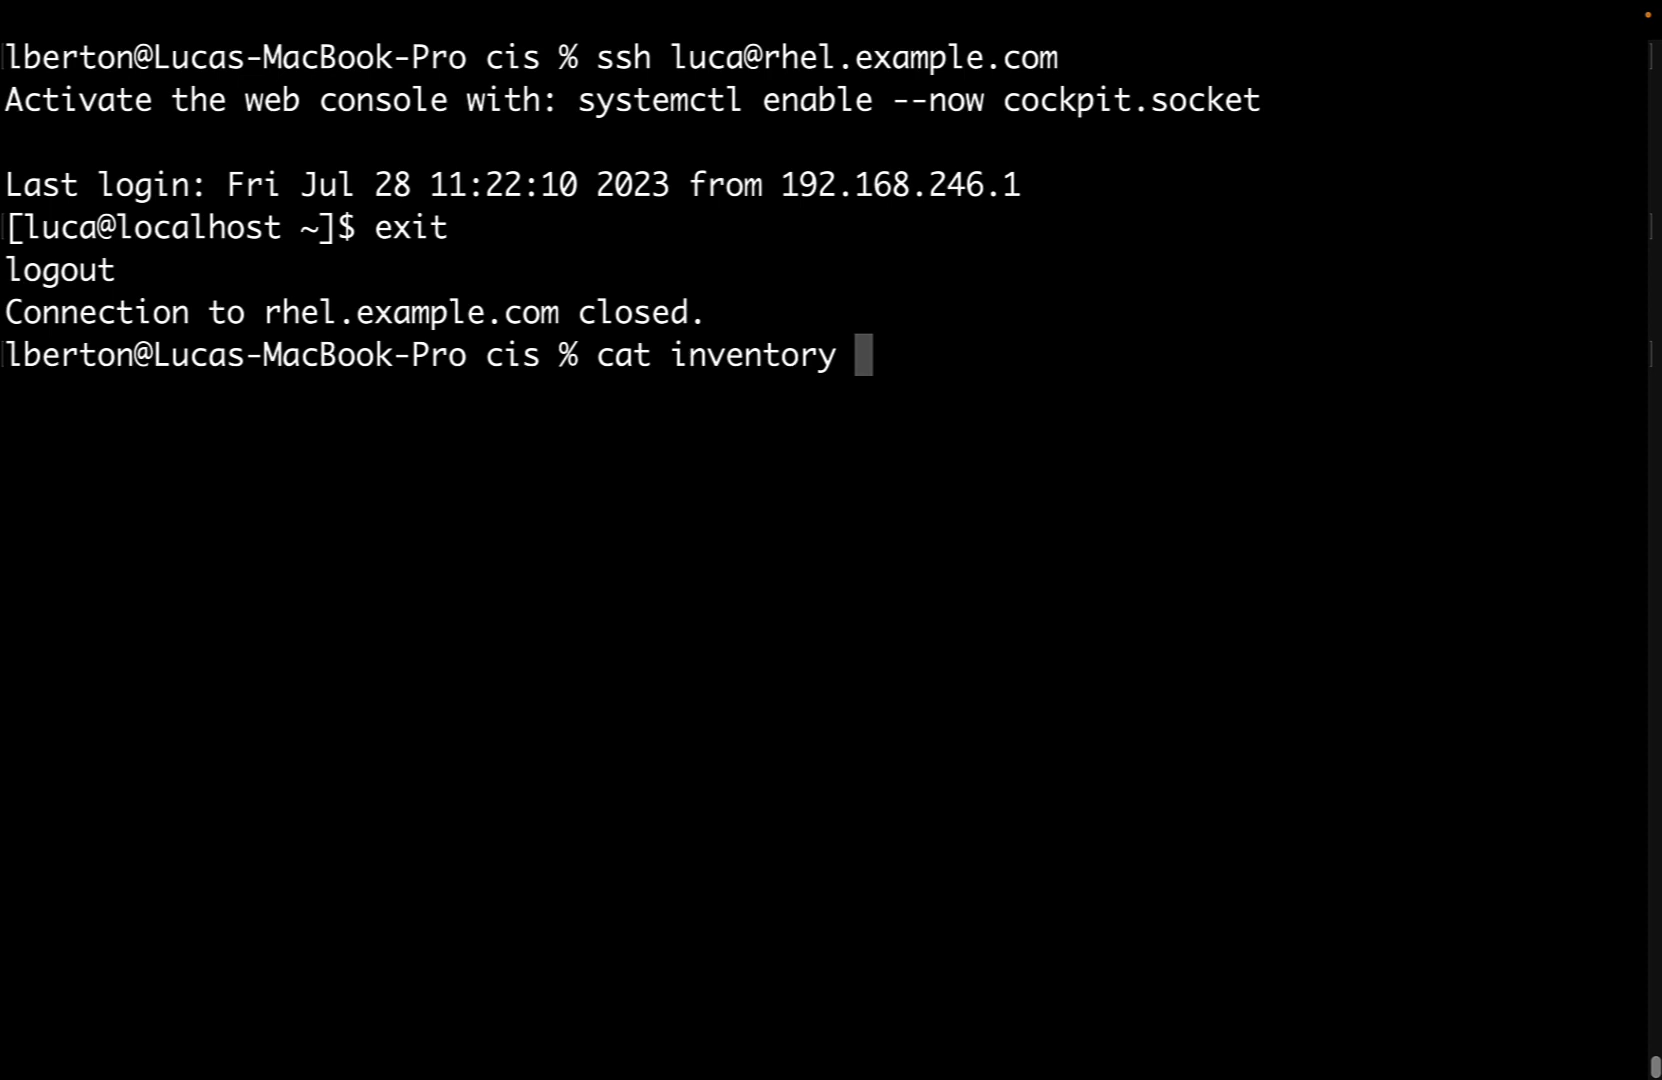 lberton@Lucas-MacBook-Pro cis % ssh luca@rhel.example.com
Activate the web console with: systemctl enable --now cockpit.socket
Last login: Fri Jul 28 11:22:10 2023 from 192.168.246.1
[luca@localhost ~]$ exit
logout
Connection to rhel.example.com closed.
lberton@Lucas-MacBook-Pro cis % cat inventory